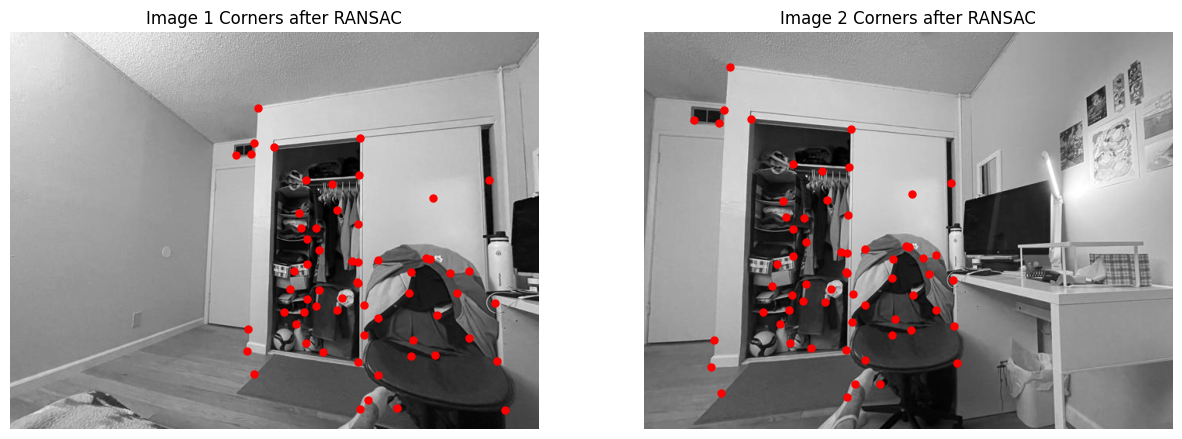 Image 1 Corners after RANSAC
Image 2 Corners after RANSAC